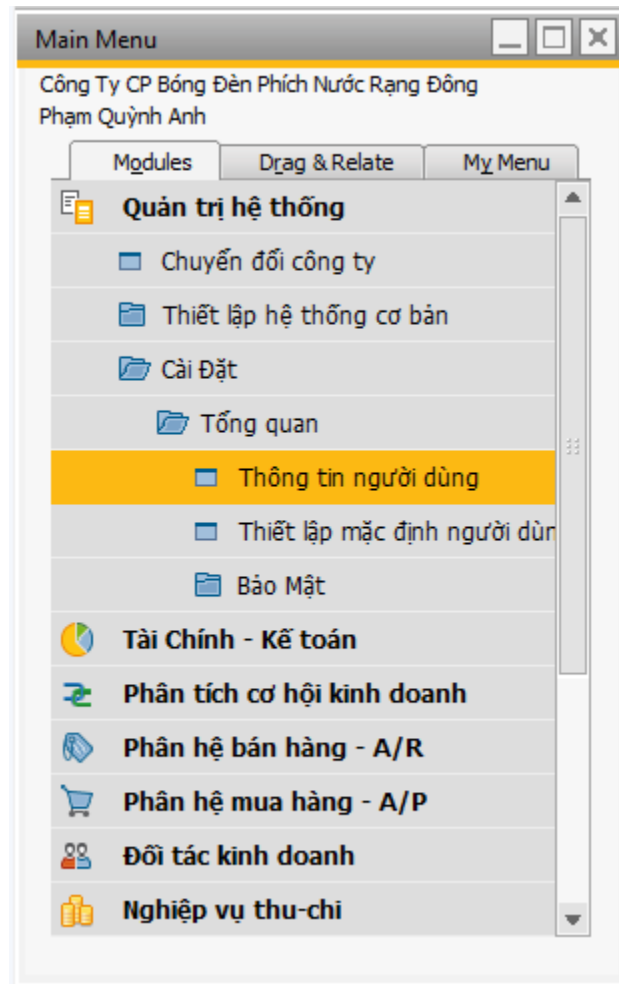 Main Menu
Công Ty CP Bóng Đèn Phích Nước Rạng Đông
Phạm Quỳnh Anh
Modules Drag & Relate My Menu
Quản trị hệ thống
Chuyển đổi công ty
Thiết lập hệ thống cơ bản
Cài Đặt
Tổng quan
Thông tin người dùng
Thiết lập mặc định người dùn
Bảo Mật
Tài Chính - Kế toán
Phân tích cơ hội kinh doanh
Phân hệ bán hàng - A/R
Phân hệ mua hàng - A/P
Đối tác kinh doanh
Nghiệp vụ thu-chi